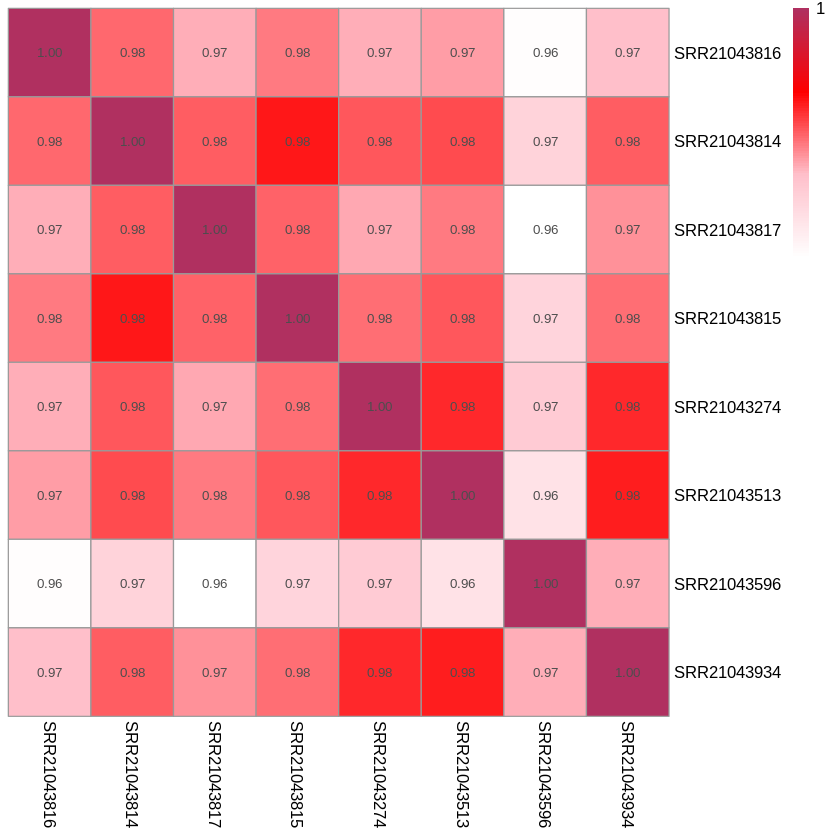 1
1.00 0.98 0.97 0.98 0.97 0.97 0.96 0.97 SRR21043816
0.98 1.00 0.98 0.98 0.98 0.98 0.97 0.98 SRR21043814
0.97 0.98 1.00 0.98 0.97 0.98 0.96 0.97 SRR21043817
0.98 0.98 0.98 1.00 0.98 0.98 0.97 0.98 SRR21043815
0.97 0.98 0.97 0.98 1.00 0.98 0.97 0.98 SRR21043274
0.97 0.98 0.98 0.98 0.98 1.00 0.96 0.98 SRR21043513
0.96 0.97 0.96 0.97 0.97 0.96 1.00 0.97 SRR21043596
0.97 0.98 0.97 0.98 0.98 0.98 0.97 1.00 SRR21043934
SRR21043816
SRR21043814
SRR21043817
SRR21043815
SRR21043274
SRR21043513
SRR21043596
SRR21043934